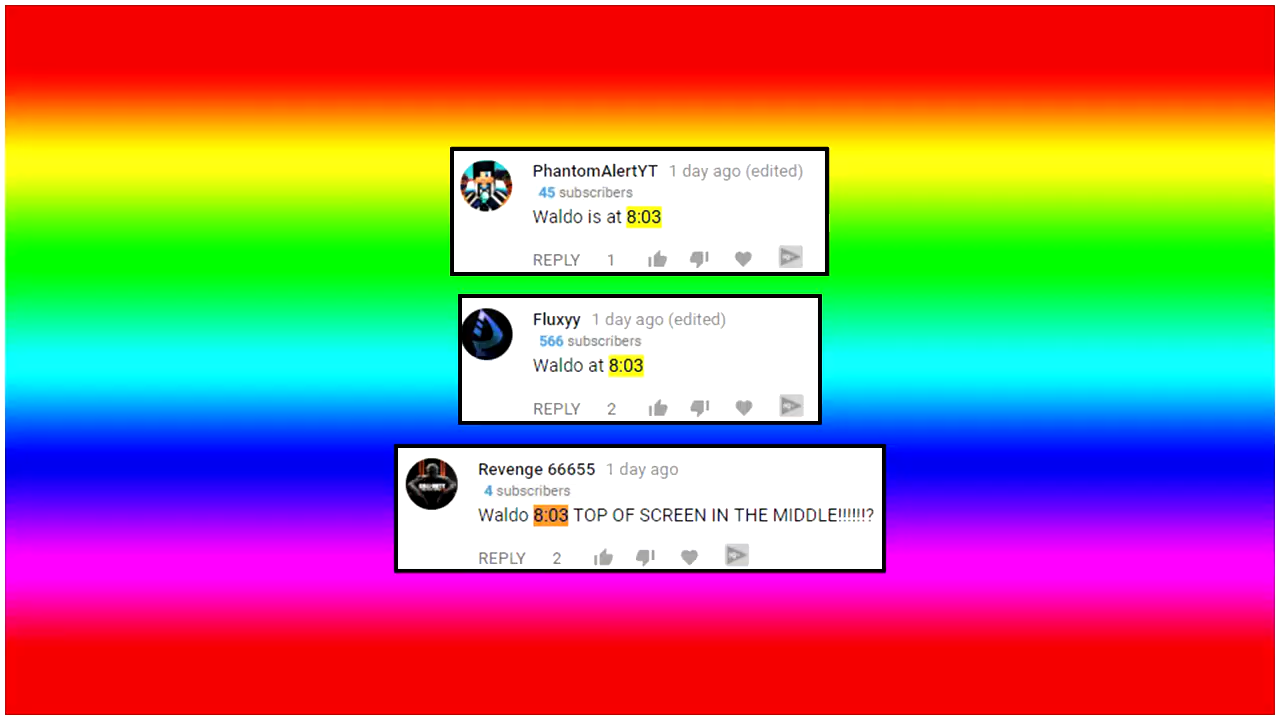 PhantomAlertYT 1 day ago (edited)
45 subscribers
Waldo is at 8:03
REPLY 1
Fluxyy 1 day ago (edited)
566 subscribers
Waldo at 8:03
REPLY 2
Revenge 66655 1 day ago
4 subscribers
Waldo 8:03 TOP OF SCREEN IN THE MIDDLE!!!!!!?
REPLY 2